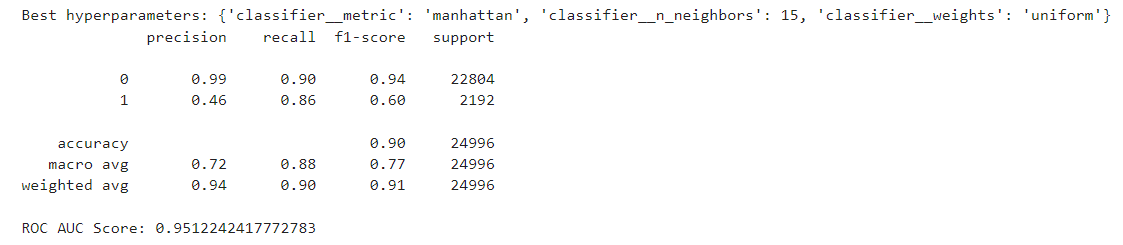 Best hyperparameters: {'classifier__metric': 'manhattan', 'classifier__n_neighbors': 15, 'classifier__weights': 'uniform'}
              precision    recall  f1-score   support

           0       0.99      0.90      0.94     22804
           1       0.46      0.86      0.60      2192

    accuracy                           0.90     24996
   macro avg       0.72      0.88      0.77     24996
weighted avg       0.94      0.90      0.91     24996

ROC AUC Score: 0.9512242417772783